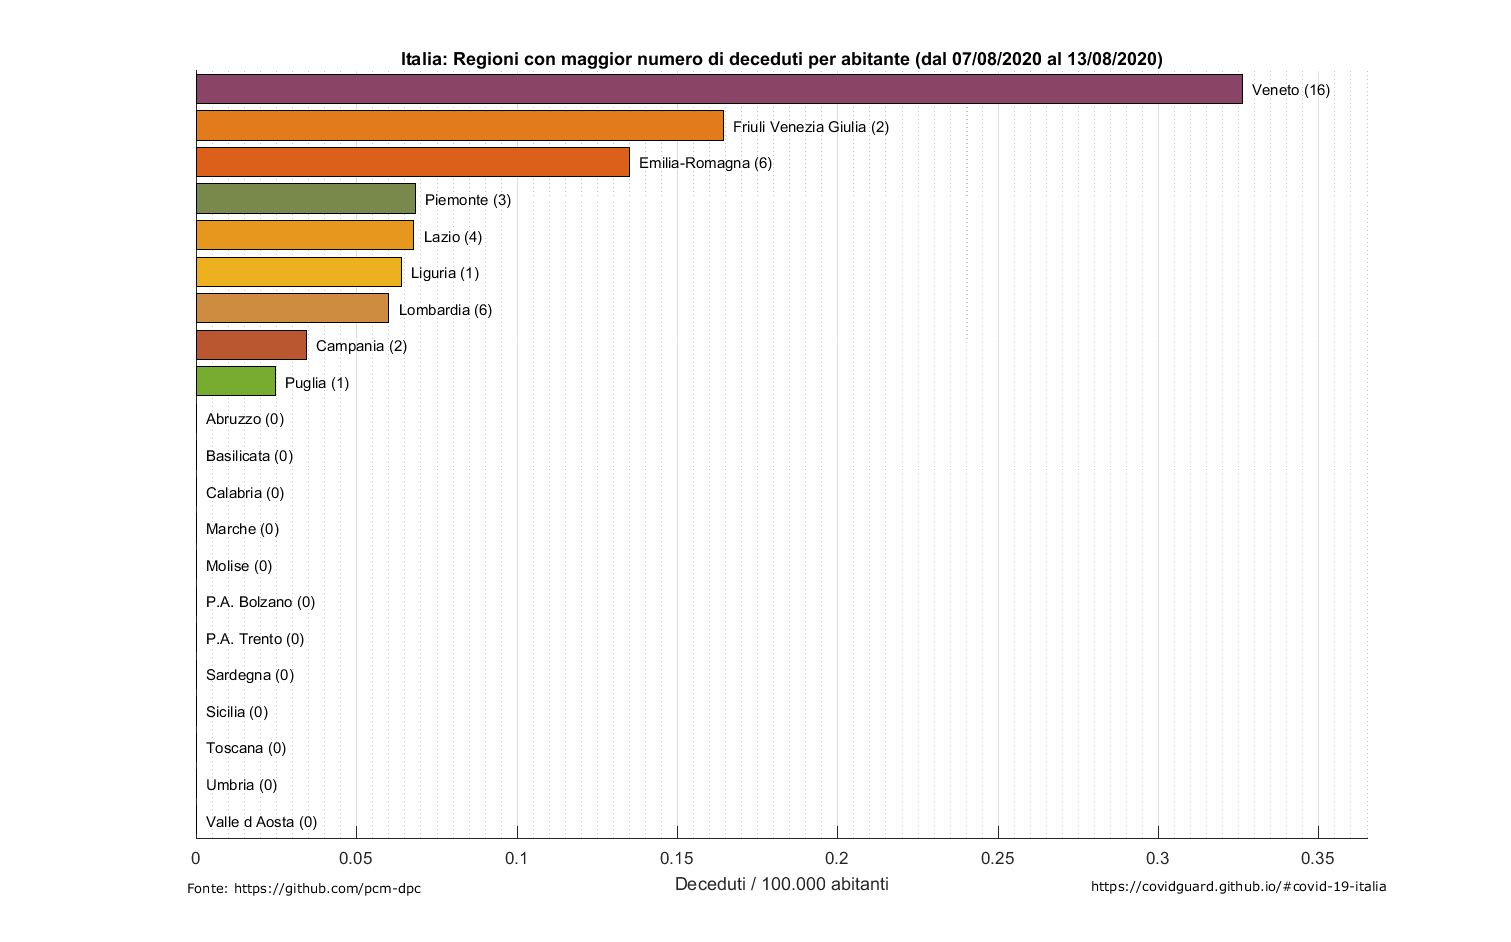 Italia: Regioni con maggior numero di deceduti per abitante (dal 07/08/2020 al 13/08/2020)
Veneto (16)
Friuli Venezia Giulia (2)
Emilia-Romagna (6)
Piemonte (3)
Lazio (4)
Liguria (1)
Lombardia (6)
Campania (2)
Puglia (1)
Abruzzo (0)
Basilicata (0)
Calabria (0)
Marche (0)
Molise (0)
P.A. Bolzano (0)
P.A. Trento (0)
Sardegna (0)
Sicilia (0)
Toscana (0)
Umbria (0)
Valle d Aosta (0)
0 0.05 0.1 0.15 0.2 0.25 0.3 0.35
Deceduti / 100.000 abitanti
Fonte: https://github.com/pcm-dpc
https://covidguard.github.io/#covid-19-italia